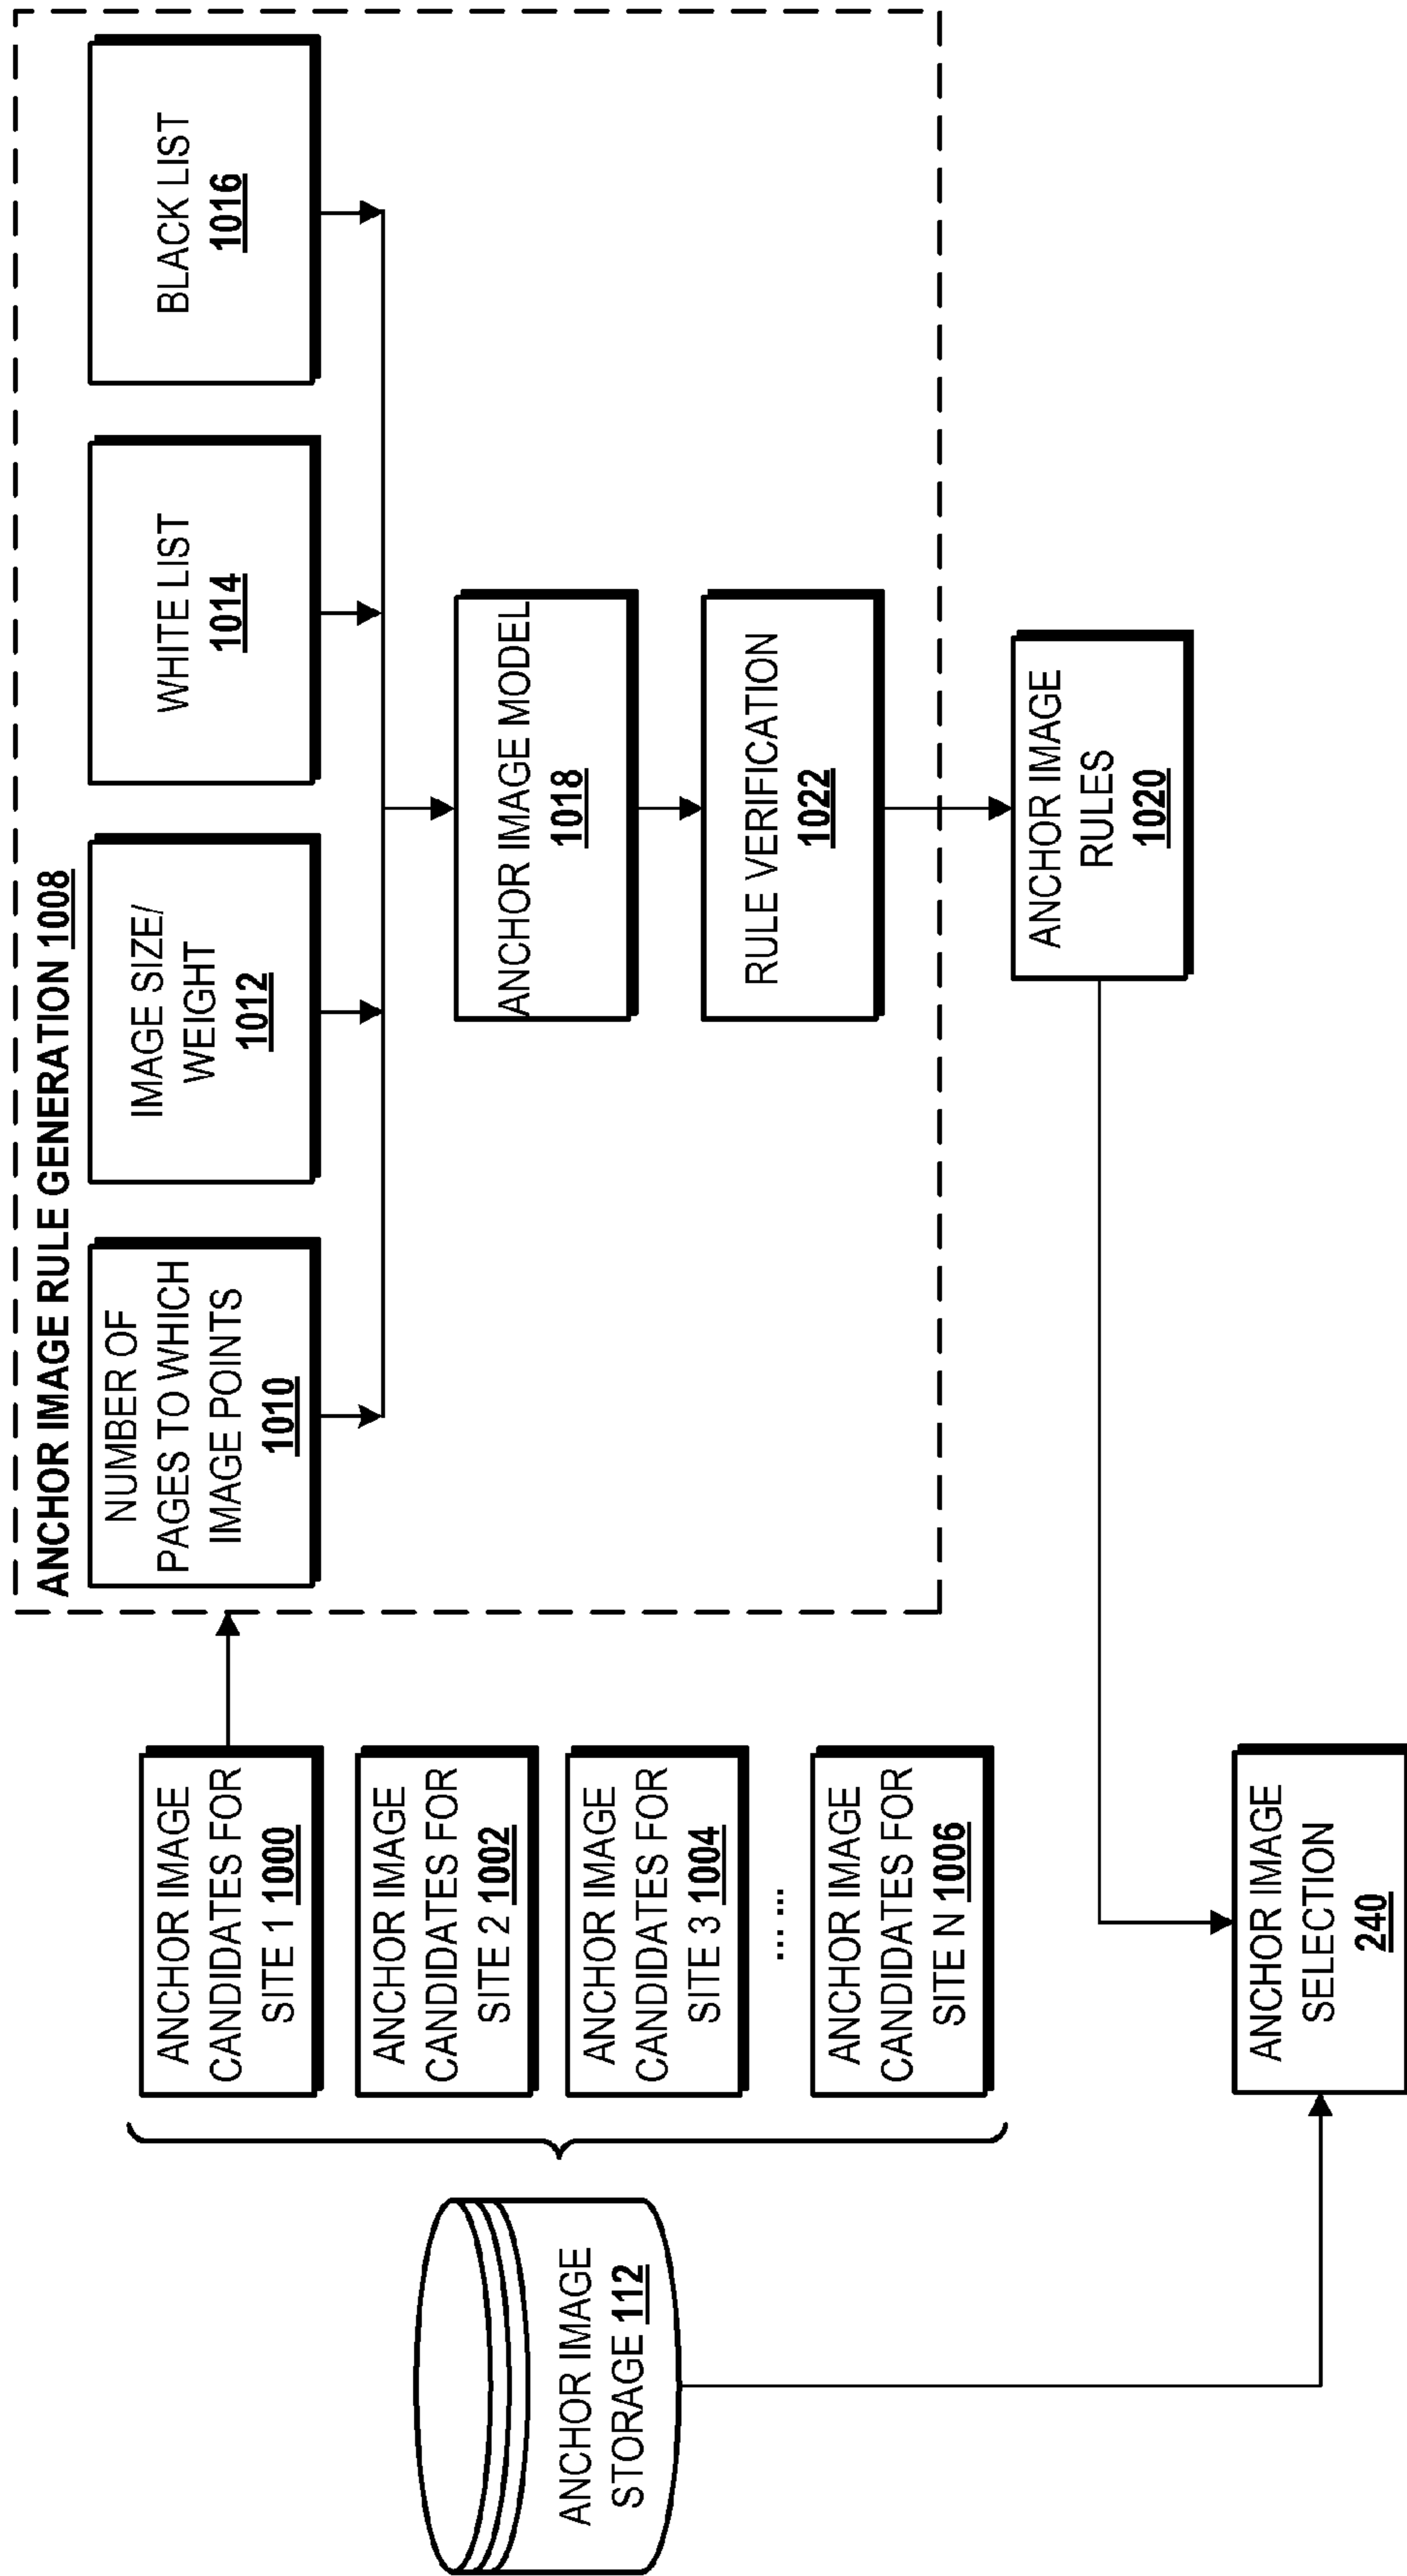 ANCHOR IMAGE RULE GENERATION 1008
NUMBER OF
PAGES TO WHICH
IMAGE POINTS
1010
IMAGE SIZE/
WEIGHT
1012
WHITE LIST
1014
BLACK LIST
1016
ANCHOR IMAGE MODEL
1018
RULE VERIFICATION
1022
ANCHOR IMAGE
RULES
1020
ANCHOR IMAGE
CANDIDATES FOR
SITE 1 1000
ANCHOR IMAGE
CANDIDATES FOR
SITE 2 1002
ANCHOR IMAGE
CANDIDATES FOR
SITE 3 1004
... ...
ANCHOR IMAGE
CANDIDATES FOR
SITE N 1006
ANCHOR IMAGE
STORAGE 112
ANCHOR IMAGE
SELECTION
240